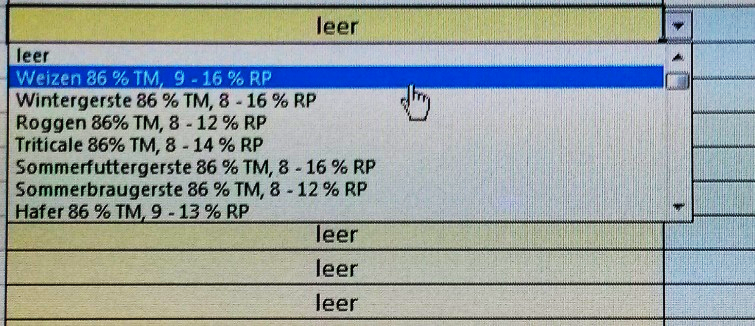 leer
leer
Weizen 86 % TM,  9 - 16 % RP
Wintergerste 86 % TM, 8 - 16 % RP
Roggen 86% TM, 8 - 12 % RP
Triticale 86% TM, 8 - 14 % RP
Sommerfuttergerste 86 % TM, 8 - 16 % RP
Sommerbraugerste 86 % TM, 8 - 12 % RP
Hafer 86 % TM, 9 - 13 % RP
leer
leer
leer